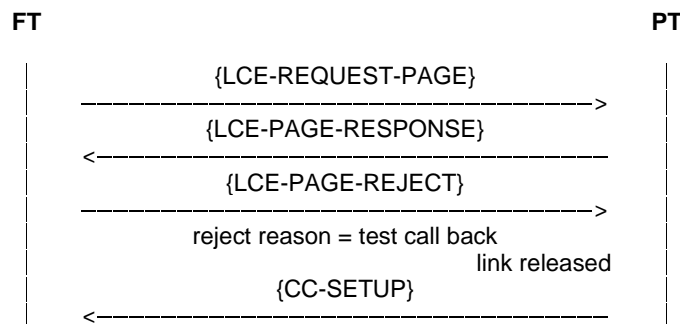 FT PT
{LCE-REQUEST-PAGE}
{LCE-PAGE-RESPONSE}
{LCE-PAGE-REJECT}
reject reason = test call back
link released
{CC-SETUP}